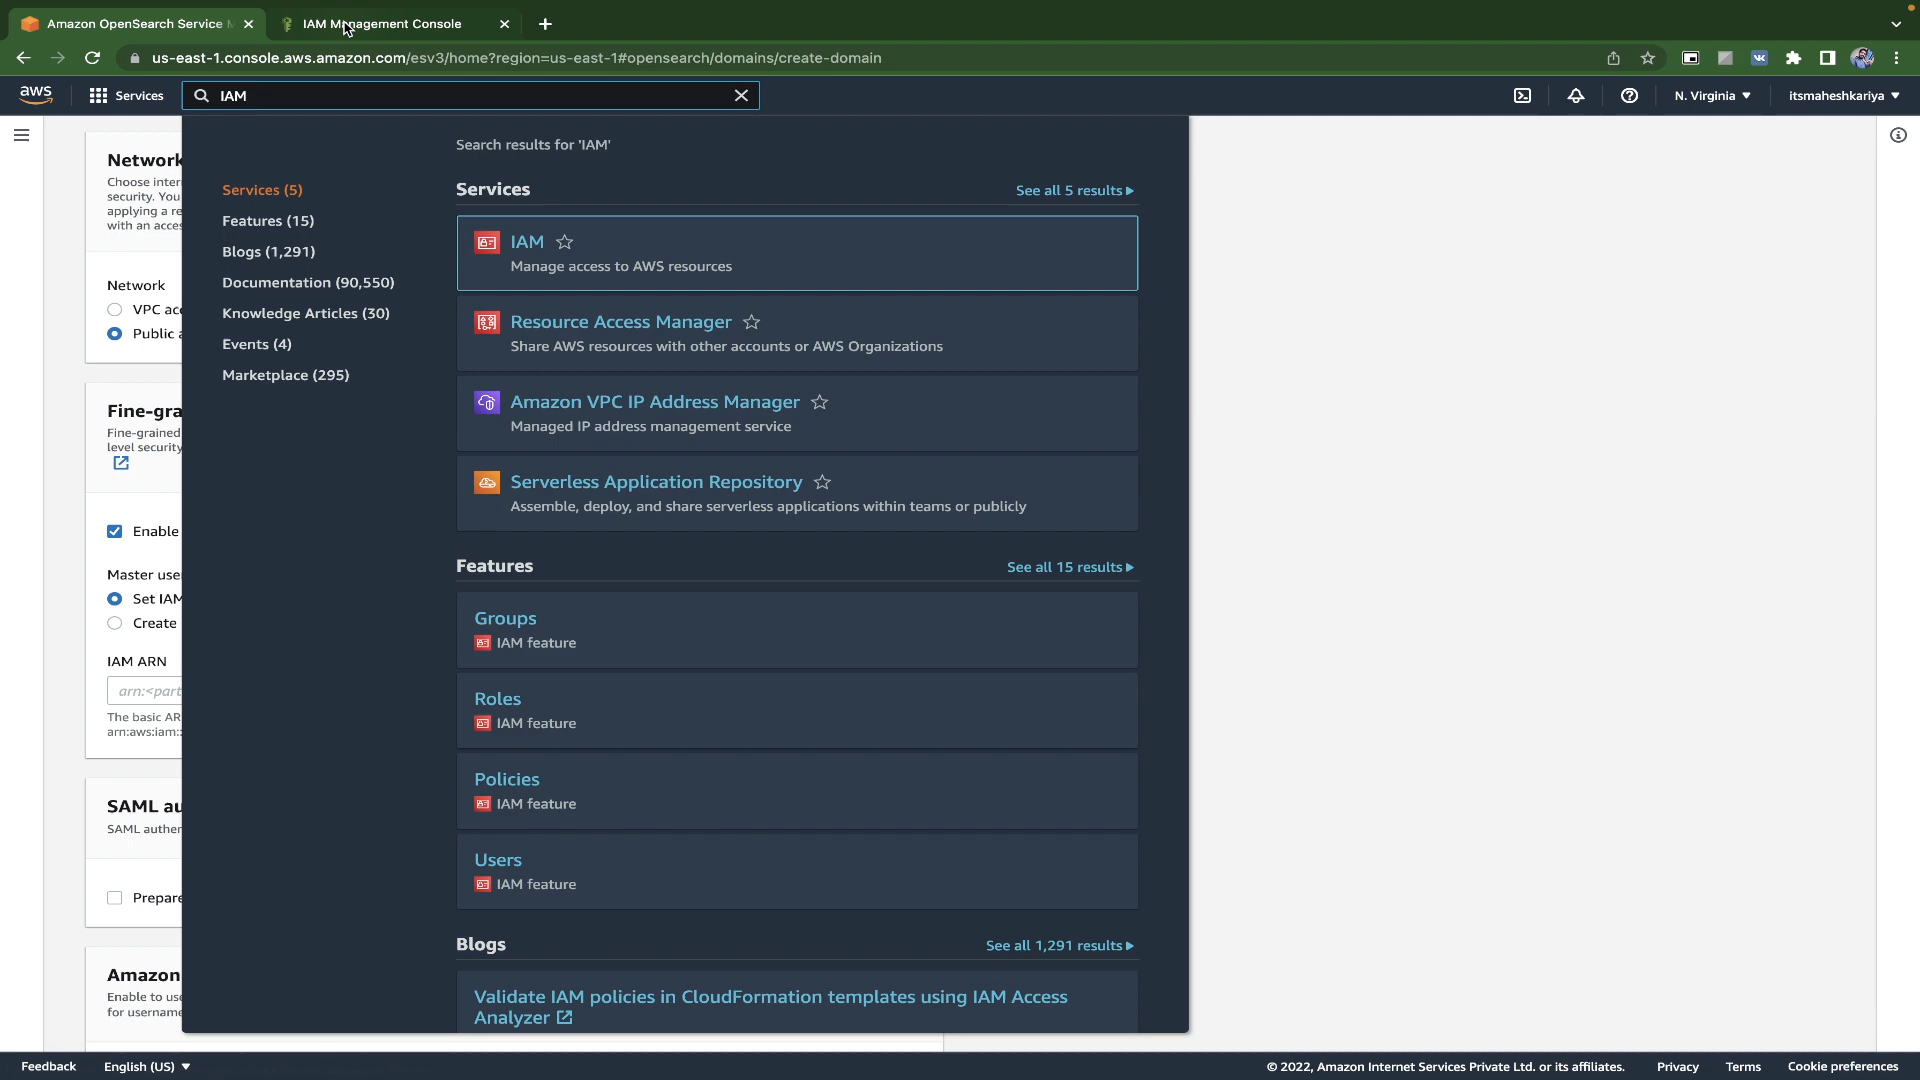 Amazon OpenSearch Service M
IAM Management Console
us-east-1.console.aws.amazon.com/esv3/home?region=us-east-1#opensearch/domains/create-domain
aws
Services
IAM
N. Virginia
itsmaheshkariya
Search results for 'IAM'
Services (5)
Features (15)
Blogs (1,291)
Documentation (90,550)
Knowledge Articles (30)
Events (4)
Marketplace (295)
Services
See all 5 results
IAM
Manage access to AWS resources
Resource Access Manager
Share AWS resources with other accounts or AWS Organizations
Amazon VPC IP Address Manager
Managed IP address management service
Serverless Application Repository
Assemble, deploy, and share serverless applications within teams or publicly
Features
See all 15 results
Groups
IAM feature
Roles
IAM feature
Policies
IAM feature
Users
IAM feature
Blogs
See all 1,291 results
Validate IAM policies in CloudFormation templates using IAM Access
Analyzer
Network
Choose inter
security. You
applying a re
with an acces
Network
VPC acc
Public a
Fine-gra
Fine-grained
level security
Enable
Master use
Set IAM
Create
IAM ARN
arn:<part
The basic AR
arn:aws:iam::
SAML au
SAML auther
Prepare
Amazon
Enable to use
for username
Feedback
English (US)
© 2022, Amazon Internet Services Private Ltd. or its affiliates.
Privacy
Terms
Cookie preferences